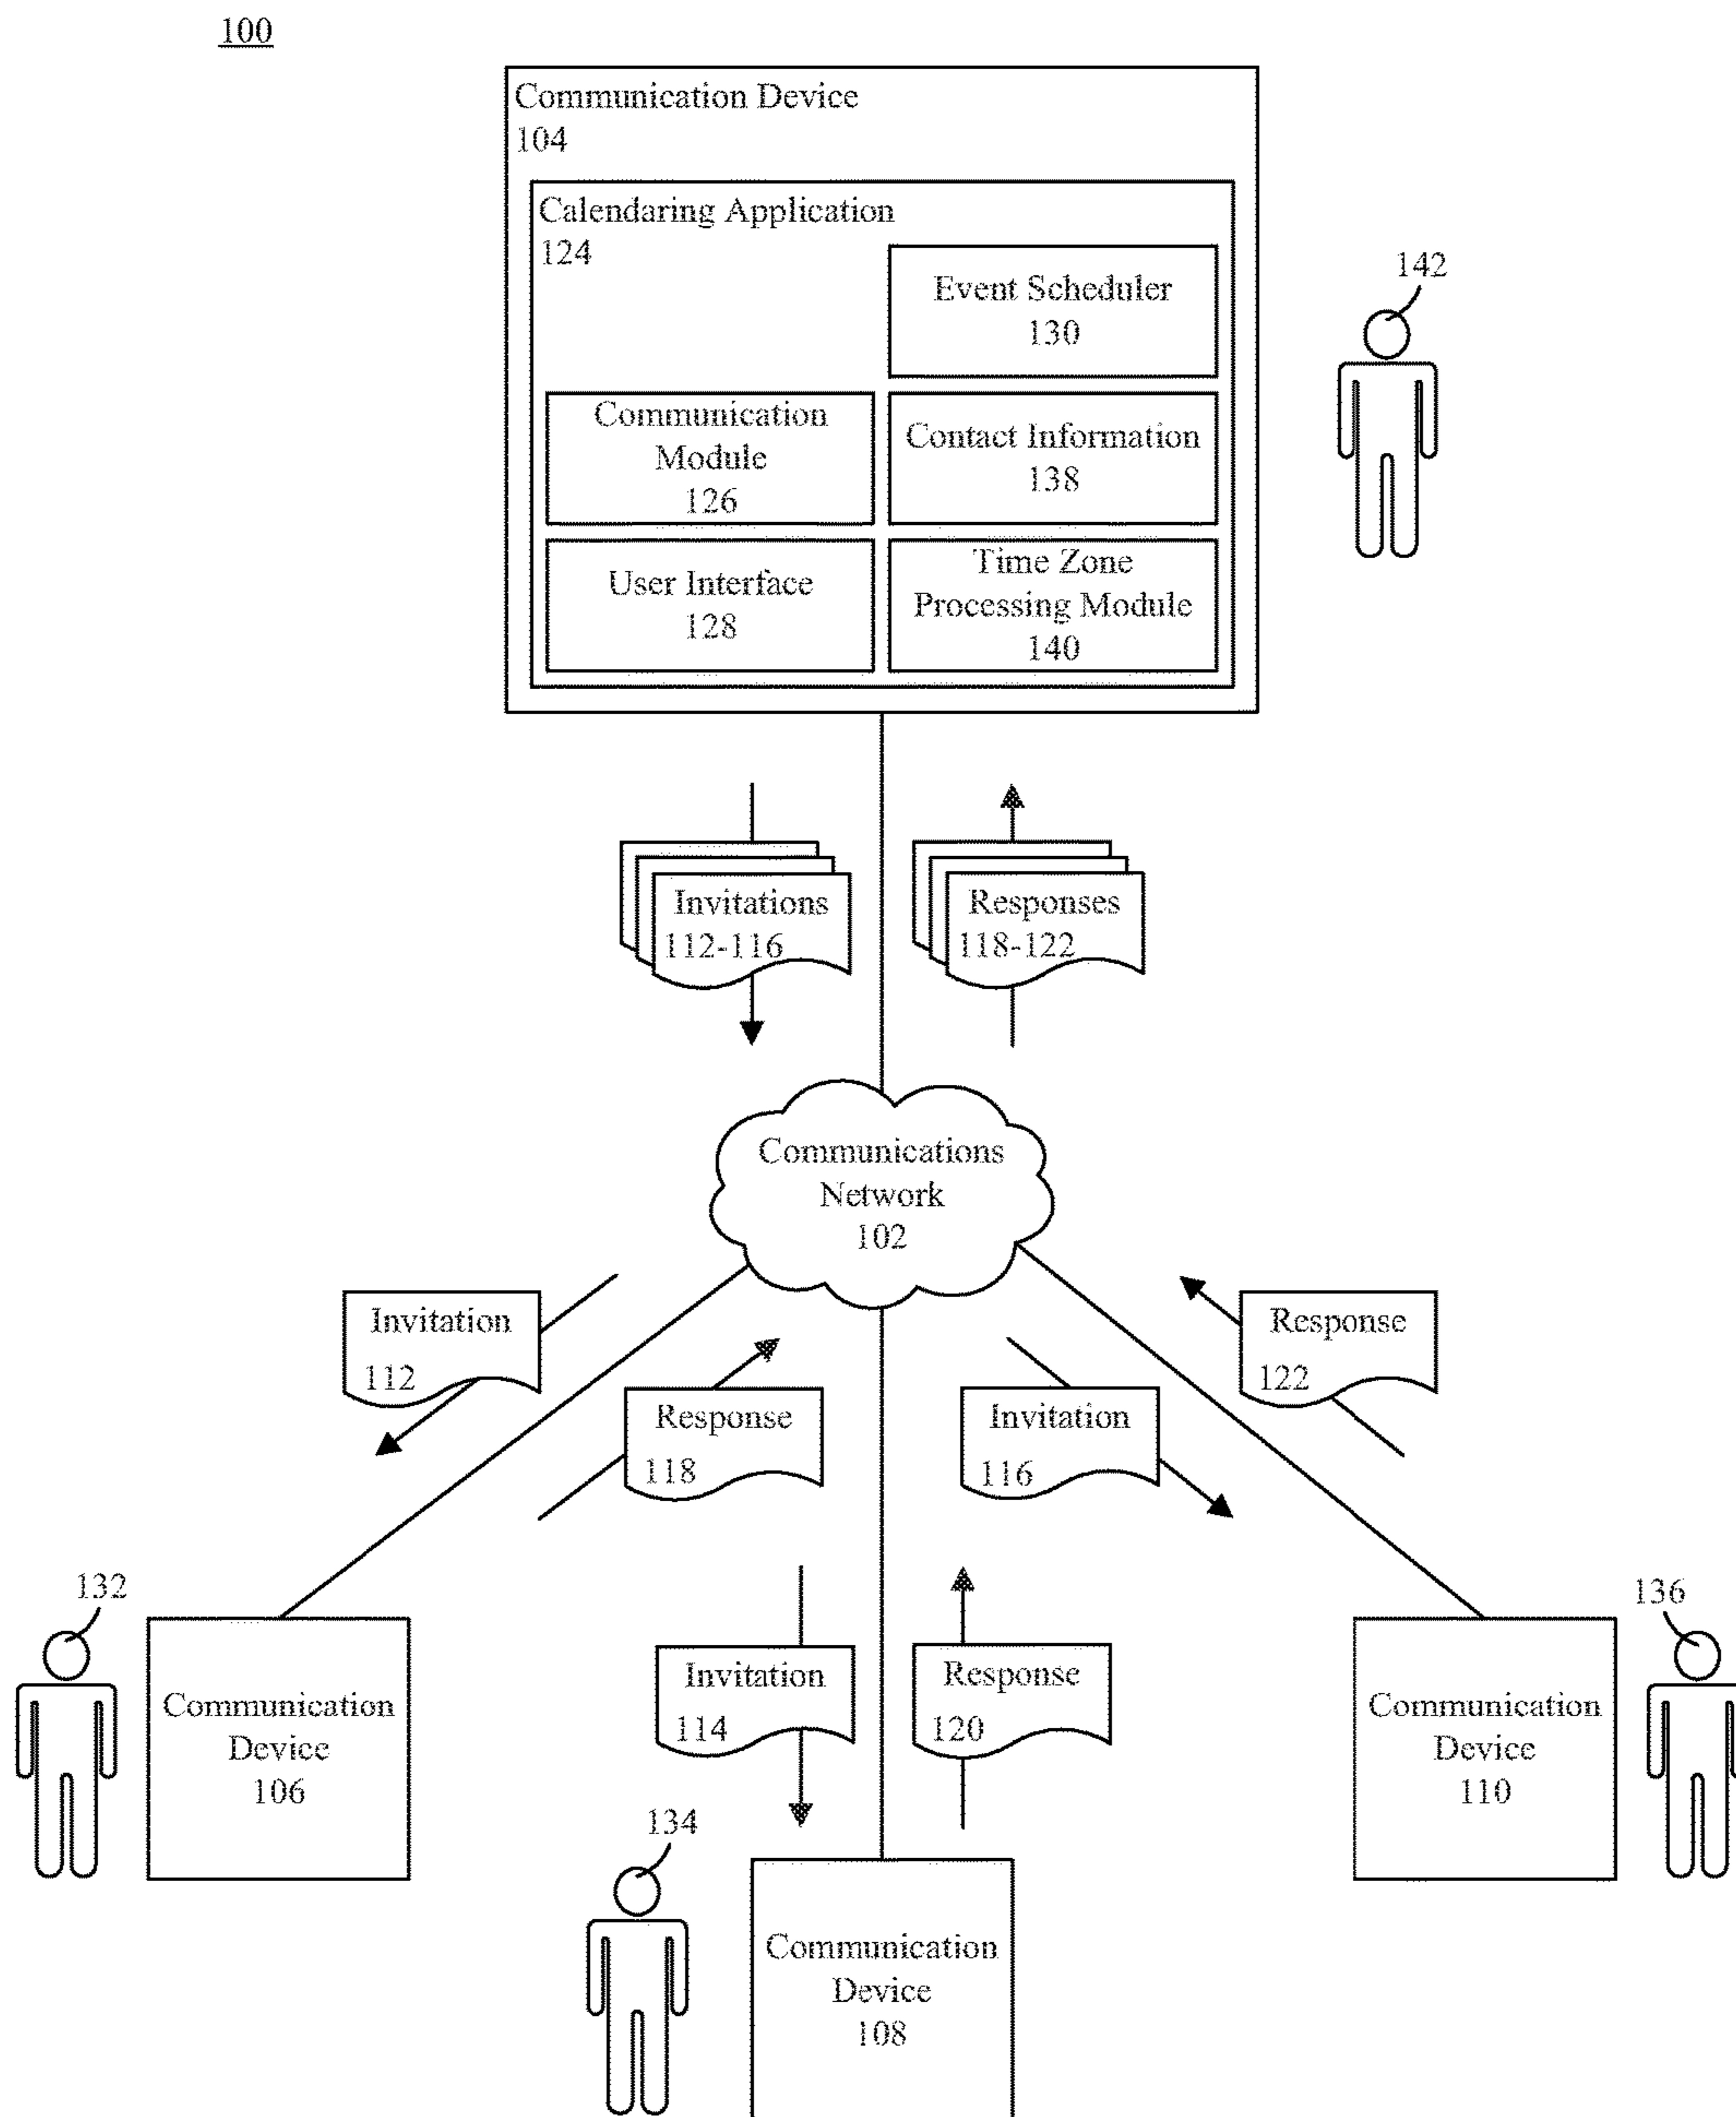 100
Communication Device
104
Calendaring Application
124
Event Scheduler
130
142
Communication
Module
126
Contact Information
138
User Interface
128
Time Zone
Processing Module
140
Invitations
112-116
Responses
118-122
Communications
Network
102
Invitation
112
Response
122
Response
118
Invitation
116
132
136
Communication
Device
106
Invitation
114
Response
120
Communication
Device
110
134
Communication
Device
108